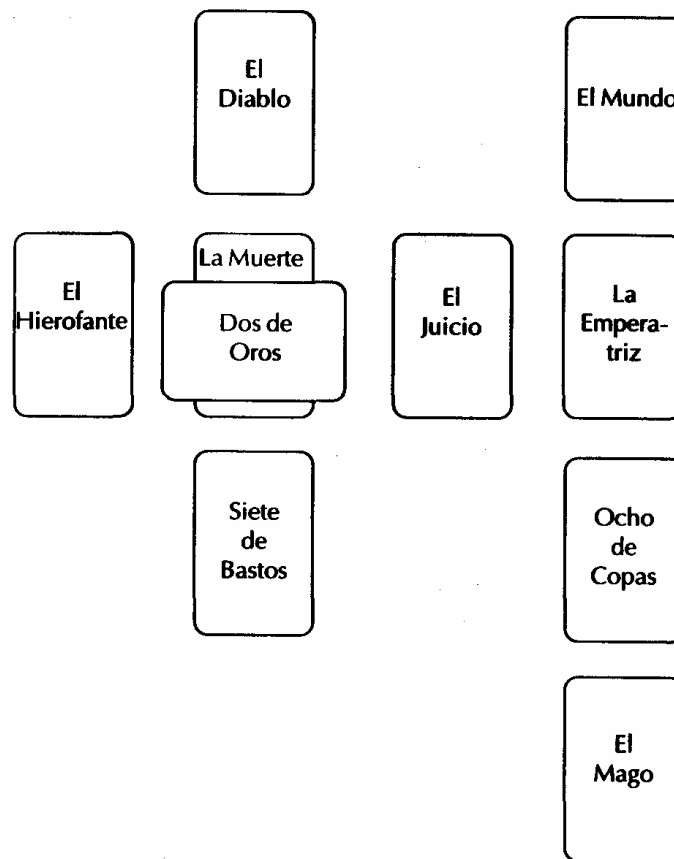 El
Diablo
El Mundo
La Muerte
El
Hierofante
Dos de
Oros
El
Juicio
La
Empera-
triz
Siete
de
Bastos
Ocho
de
Copas
El
Mago